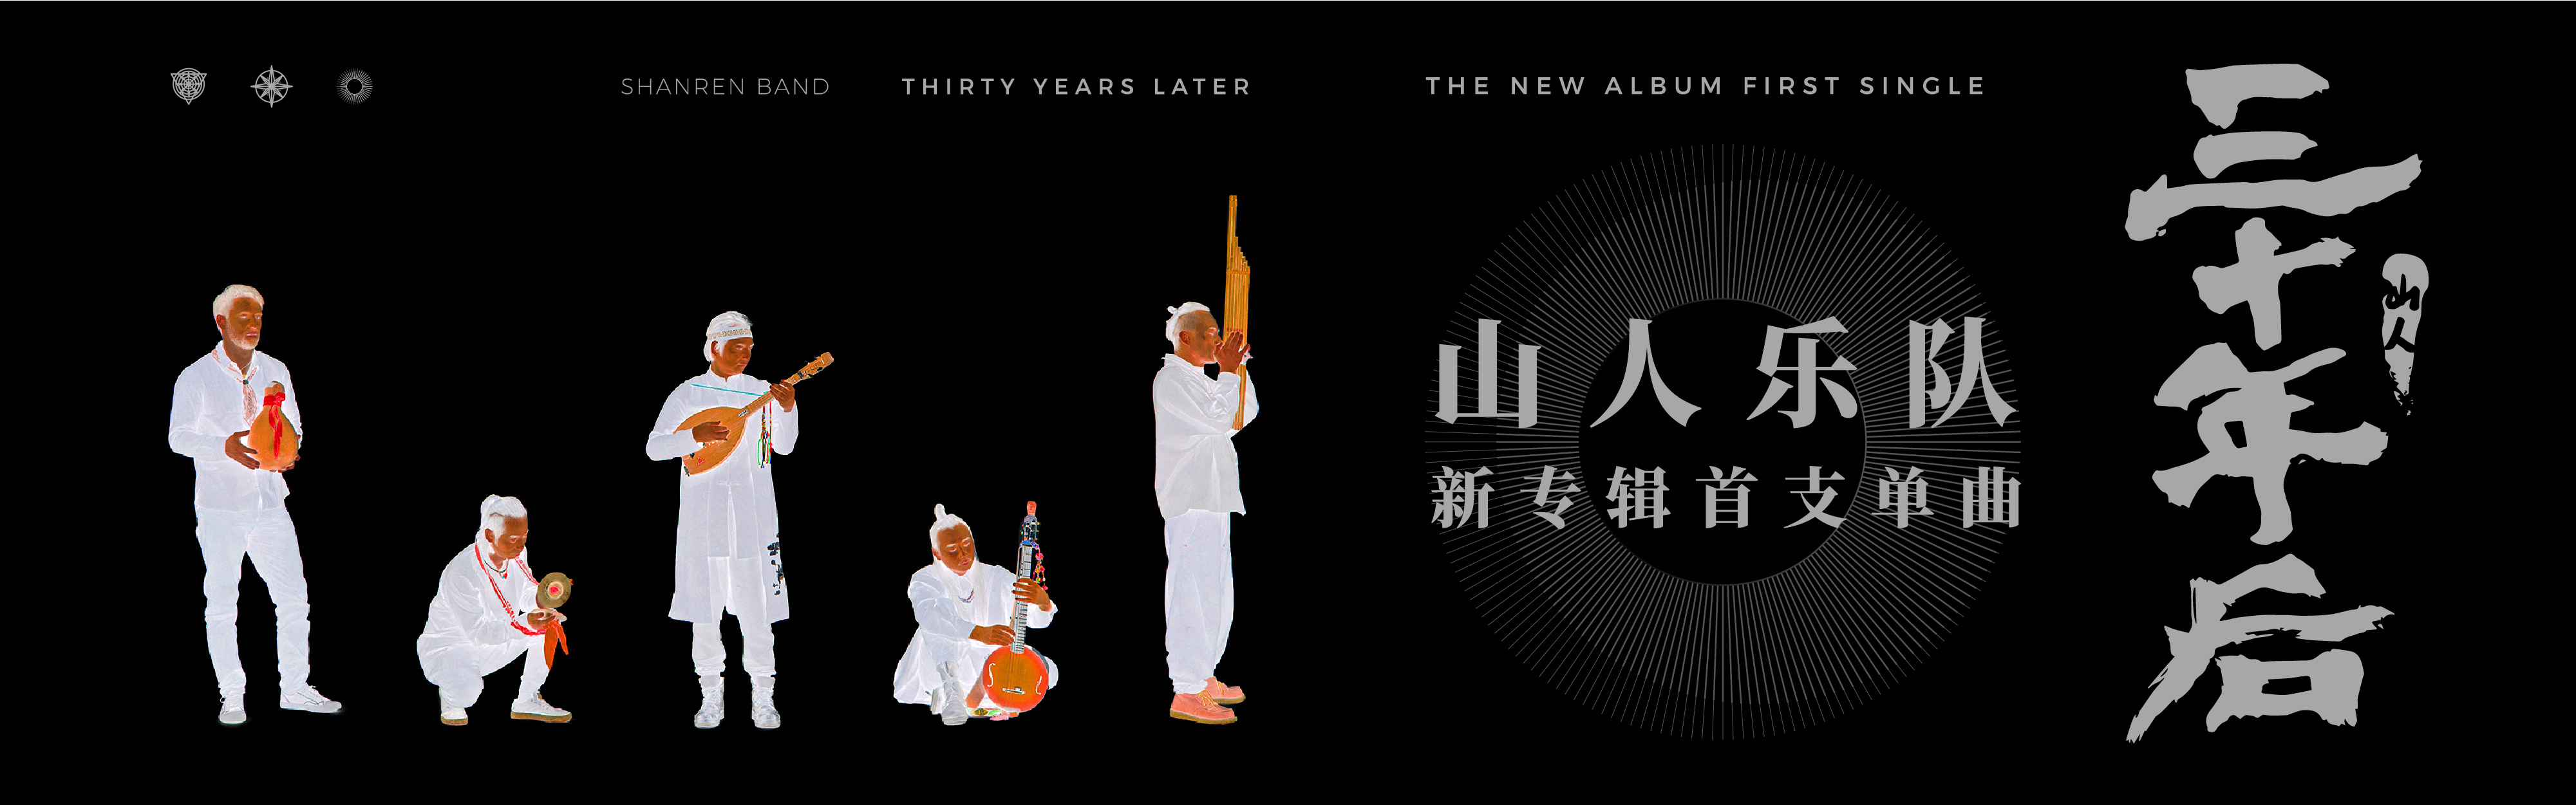 SHANREN BAND
THIRTY YEARS LATER
THE NEW ALBUM FIRST SINGLE
山人乐队
新专辑首支单曲
三十年后
山人